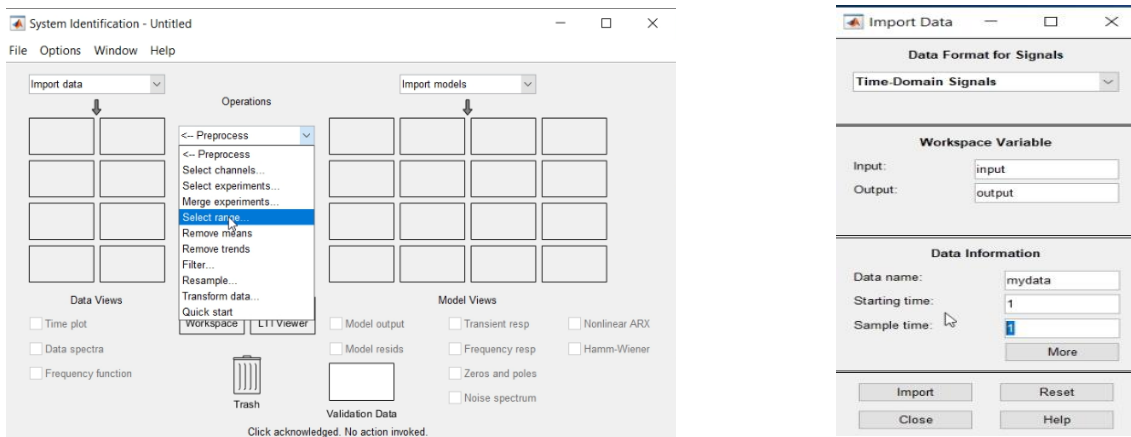 System Identification - Untitled
File Options Window Help
Import data
Import models
Operations
<-- Preprocess
<-- Preprocess
Select channels...
Select experiments...
Merge experiments...
Select range...
Remove means
Remove trends
Filter...
Resample...
Transform data...
Quick start
Data Views
Model Views
Time plot
Workspace
LTI Viewer
Model output
Transient resp
Nonlinear ARX
Data spectra
Model resids
Frequency resp
Hamm-Wiener
Frequency function
Zeros and poles
Noise spectrum
Trash
Validation Data
Click acknowledged. No action invoked.
Import Data
Data Format for Signals
Time-Domain Signals
Workspace Variable
Input: input
Output: output
Data Information
Data name: mydata
Starting time: 1
Sample time: 1
More
Import Reset
Close Help